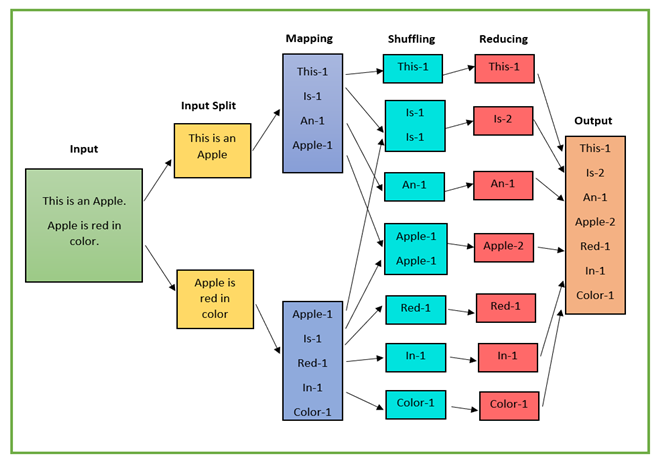 Input
This is an Apple.
Apple is red in
color.
Input Split
This is an
Apple
Apple is
red in
color
Mapping
This-1
Is-1
An-1
Apple-1
Apple-1
Is-1
Red-1
In-1
Color-1
Shuffling
This-1
Is-1
Is-1
An-1
Apple-1
Apple-1
Red-1
In-1
Color-1
Reducing
This-1
Is-2
An-1
Apple-2
Red-1
In-1
Color-1
Output
This-1
Is-2
An-1
Apple-2
Red-1
In-1
Color-1